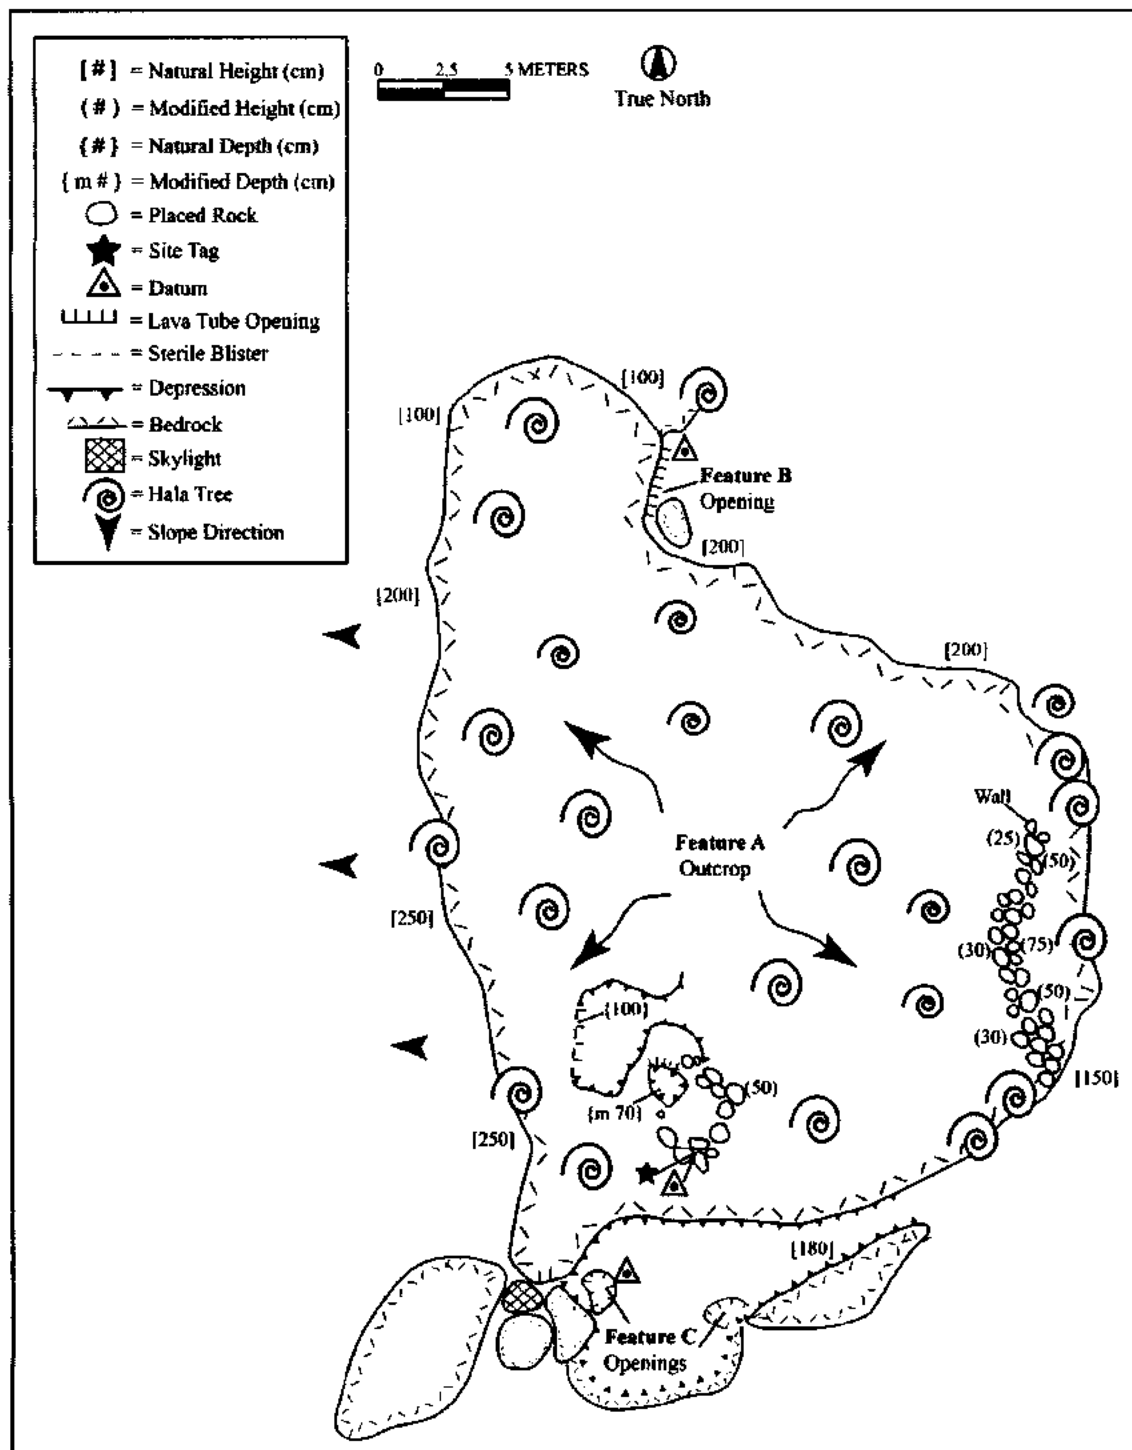 [#] = Natural Height (cm)
(#) = Modified Height (cm)
{#} = Natural Depth (cm)
{m #} = Modified Depth (cm)
= Placed Rock
= Site Tag
= Datum
= Lava Tube Opening
= Sterile Blister
= Depression
= Bedrock
= Skylight
= Hala Tree
= Slope Direction
0 2.5 5 METERS
True North
[100]
[100]
Feature B
Opening
[200]
[200]
[200]
Wall
(25)
(50)
Feature A
Outcrop
[250]
(30)
(75)
{100}
(50)
(30)
[150]
(50)
{m 70}
[250]
[180]
Feature C
Openings